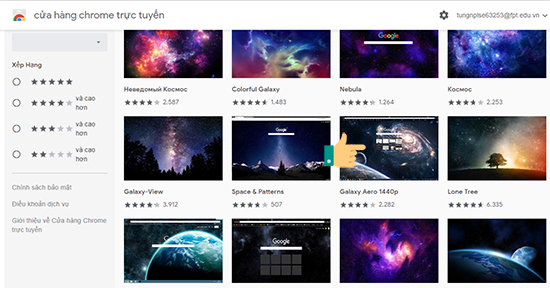 cửa hàng chrome trực tuyến
tungnplse63253@fpt.edu.vn
Xếp Hạng
và cao
hơn
và cao
hơn
và cao
hơn
Chính sách bảo mật
Điều khoản dịch vụ
Giới thiệu về Cửa hàng Chrome
trực tuyến
Google
Неведомый Космос
2.587
Colorful Galaxy
1.483
Nebula
1.264
Космос
2.253
Google
Galaxy-View
3.912
Space & Patterns
507
Galaxy Aero 1440p
2.282
Lone Tree
6.335
Google
Google